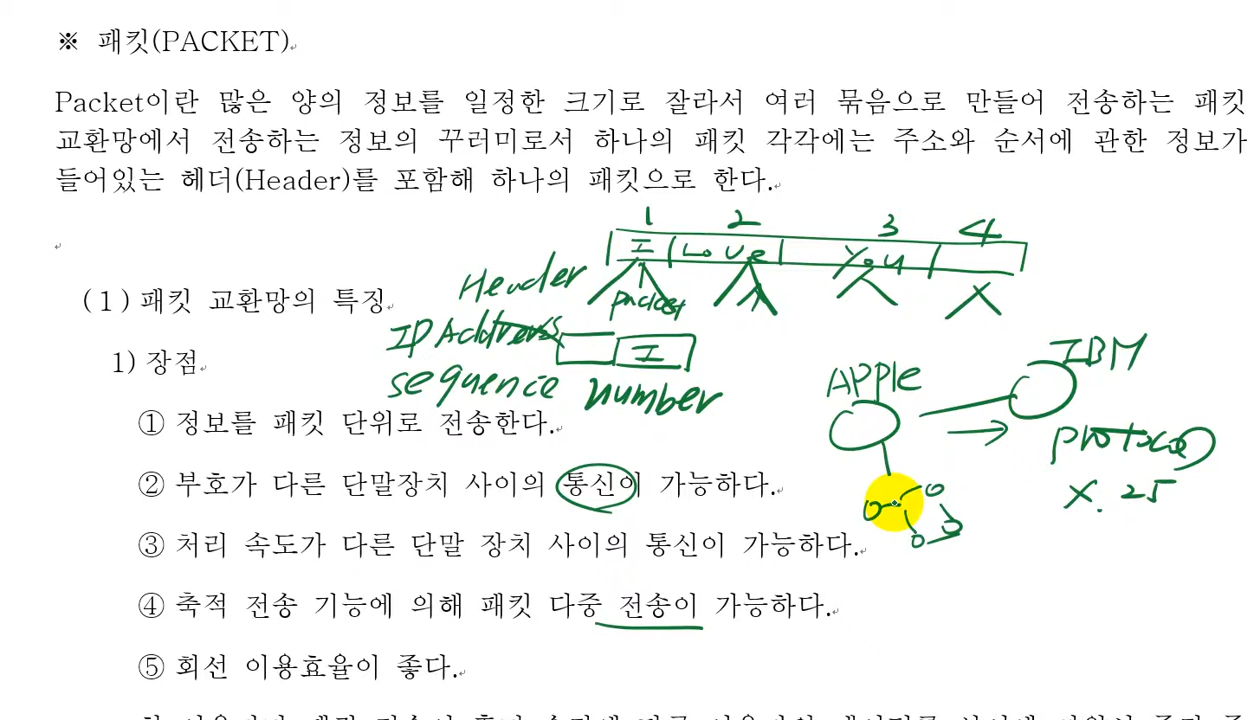 ※ 패킷(PACKET)
Packet이란 많은 양의 정보를 일정한 크기로 잘라서 여러 묶음으로 만들어 전송하는 패킷
교환망에서 전송하는 정보의 꾸러미로서 하나의 패킷 각각에는 주소와 순서에 관한 정보가
들어있는 헤더(Header)를 포함해 하나의 패킷으로 한다.
1 2 3 4
I Love You
Header
packet
(1) 패킷 교환망의 특징
IP Address
I
IBM
1) 장점
sequence number
APPLE
① 정보를 패킷 단위로 전송한다.
protocol
② 부호가 다른 단말장치 사이의 통신이 가능하다.
X.25
③ 처리 속도가 다른 단말 장치 사이의 통신이 가능하다.
④ 축적 전송 기능에 의해 패킷 다중 전송이 가능하다.
⑤ 회선 이용효율이 좋다.